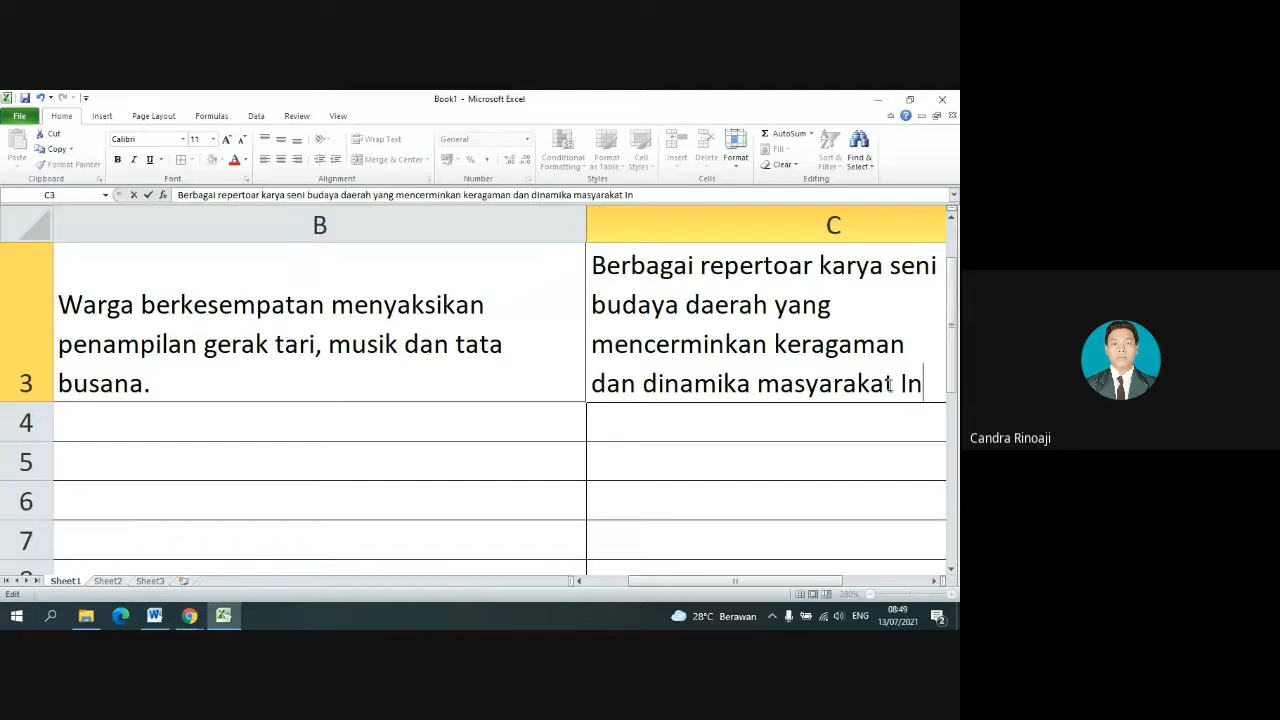 Book1 - Microsoft Excel
File Home Insert Page Layout Formulas Data Review View
Paste
Cut
Copy
Format Painter
Clipboard
Calibri 11
B I U
Font
Wrap Text
Merge & Center
Alignment
General
Number
Conditional Formatting
Format as Table
Cell Styles
Styles
Insert Delete Format
Cells
AutoSum
Fill
Clear
Sort & Filter
Find & Select
Editing
C3
fx
Berbagai repertoar karya seni budaya daerah yang mencerminkan keragaman dan dinamika masyarakat In
B C
Warga berkesempatan menyaksikan
penampilan gerak tari, musik dan tata
busana.
Berbagai repertoar karya seni
budaya daerah yang
mencerminkan keragaman
dan dinamika masyarakat In
3
4
5
6
7
Sheet1 Sheet2 Sheet3
Edit
280%
28°C Berawan
ENG
08:49
13/07/2021
2
Candra Rinoaji